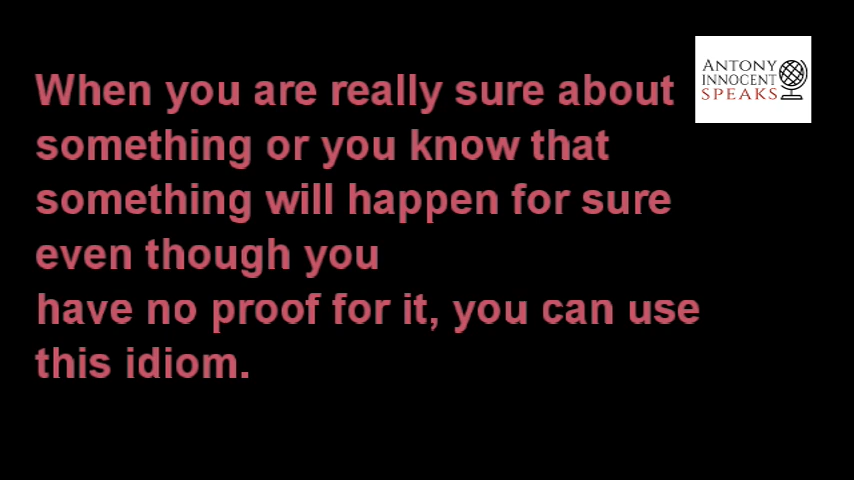 When you are really sure about
something or you know that
something will happen for sure
even though you
have no proof for it, you can use
this idiom.
ANTONY
INNOCENT
SPEAKS